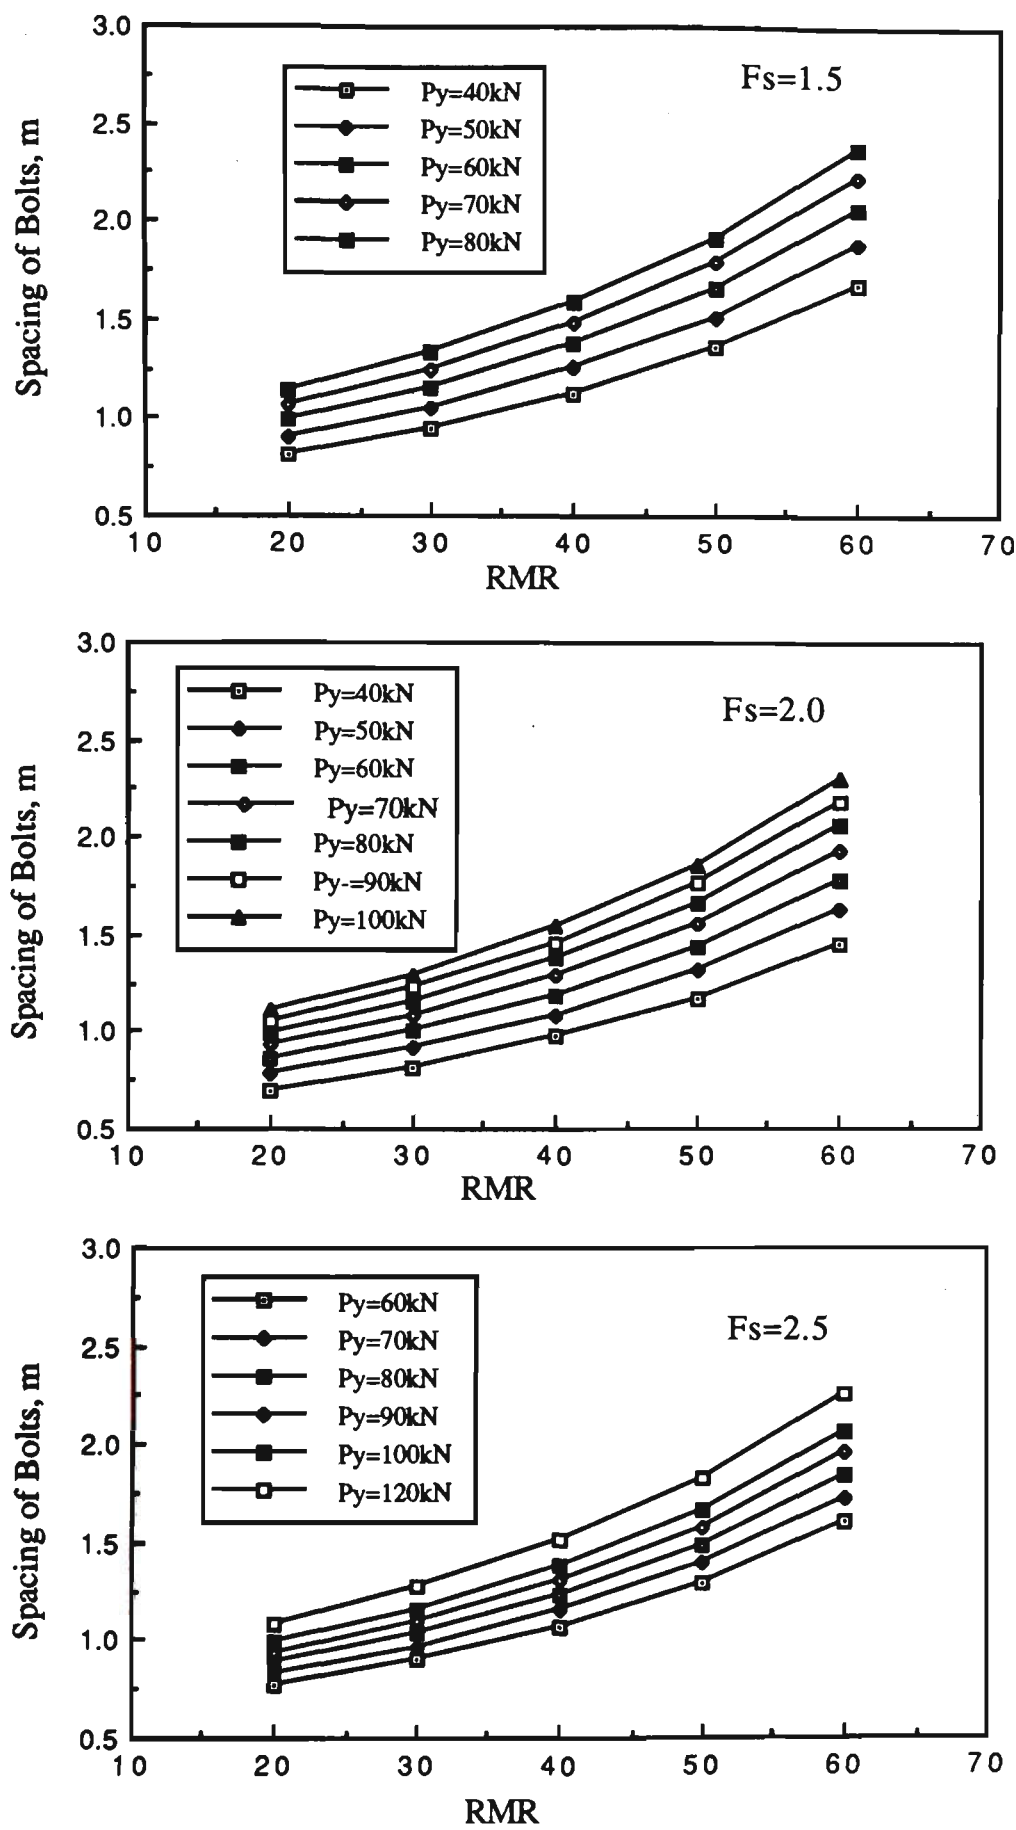 3.0
Fs=1.5
Py=40kN
Py=50kN
2.5
Py=60kN
Py=70kN
Py=80kN
2.0
1.5
1.0
0.5
Spacing of Bolts, m
10 20 30 40 50 60 70
RMR
3.0
Py=40kN
Fs=2.0
Py=50kN
2.5
Py=60kN
Py=70kN
Py=80kN
2.0
Py-=90kN
Py=100kN
1.5
1.0
0.5
Spacing of Bolts, m
10 20 30 40 50 60 70
RMR
3.0
Py=60kN
Fs=2.5
Py=70kN
2.5
Py=80kN
Py=90kN
Py=100kN
2.0
Py=120kN
1.5
1.0
0.5
Spacing of Bolts, m
10 20 30 40 50 60 70
RMR